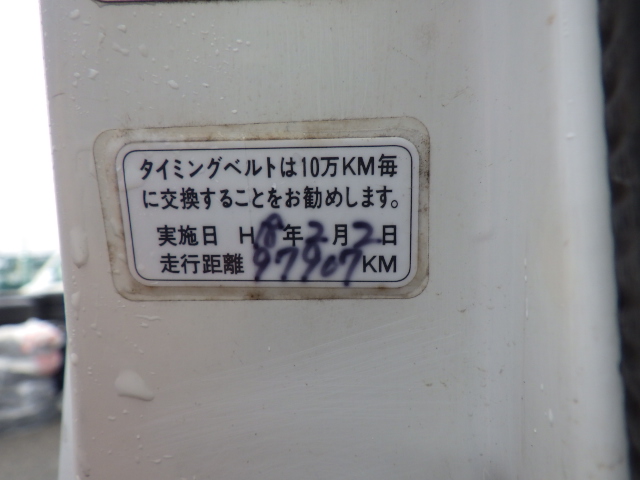 タイミングベルトは10万KM毎
に交換することをお勧めします。
実施日 H18年2月2日
走行距離 97907KM